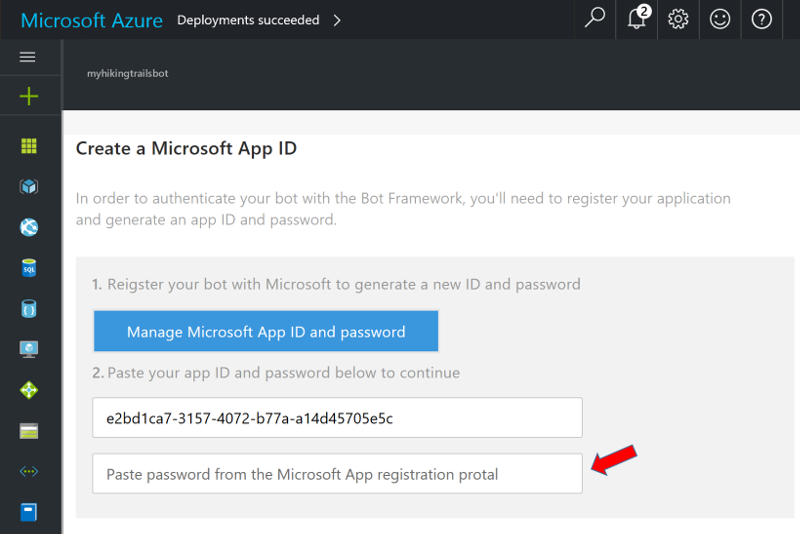 Microsoft Azure Deployments succeeded
2
myhikingtrailsbot
Create a Microsoft App ID
In order to authenticate your bot with the Bot Framework, you'll need to register your application
and generate an app ID and password.
1. Reigster your bot with Microsoft to generate a new ID and password
Manage Microsoft App ID and password
2. Paste your app ID and password below to continue
SQL
e2bd1ca7-3157-4072-b77a-a14d45705e5c
Paste password from the Microsoft App registration protal